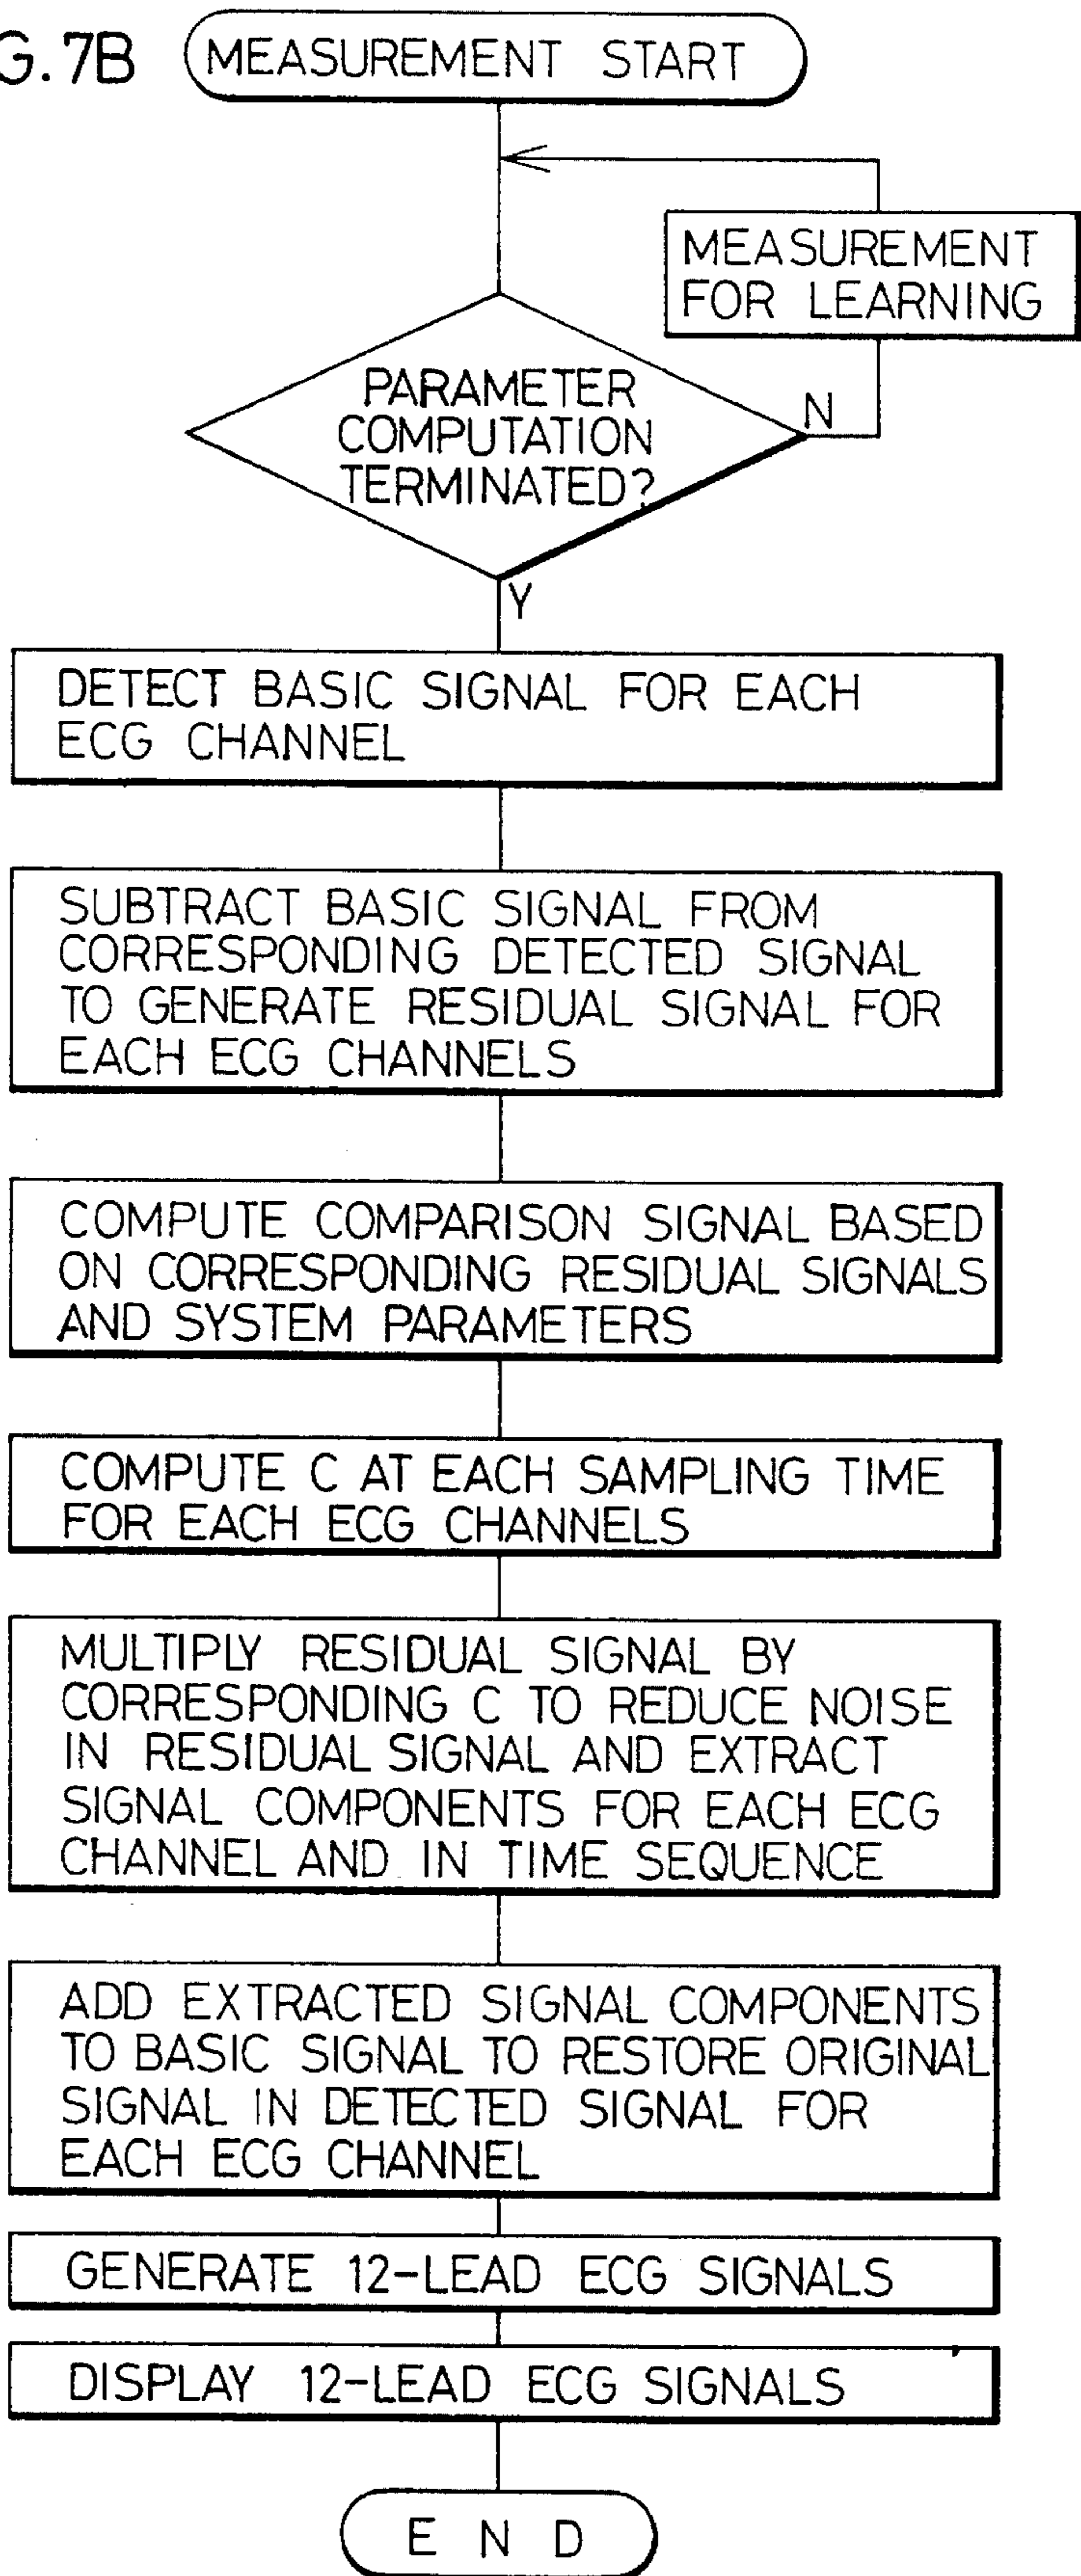 G.7B
MEASUREMENT START
MEASUREMENT
FOR LEARNING
PARAMETER
COMPUTATION
TERMINATED?
N
Y
DETECT BASIC SIGNAL FOR EACH
ECG CHANNEL
SUBTRACT BASIC SIGNAL FROM
CORRESPONDING DETECTED SIGNAL
TO GENERATE RESIDUAL SIGNAL FOR
EACH ECG CHANNELS
COMPUTE COMPARISON SIGNAL BASED
ON CORRESPONDING RESIDUAL SIGNALS
AND SYSTEM PARAMETERS
COMPUTE C AT EACH SAMPLING TIME
FOR EACH ECG CHANNELS
MULTIPLY RESIDUAL SIGNAL BY
CORRESPONDING C TO REDUCE NOISE
IN RESIDUAL SIGNAL AND EXTRACT
SIGNAL COMPONENTS FOR EACH ECG
CHANNEL AND IN TIME SEQUENCE
ADD EXTRACTED SIGNAL COMPONENTS
TO BASIC SIGNAL TO RESTORE ORIGINAL
SIGNAL IN DETECTED SIGNAL FOR
EACH ECG CHANNEL
GENERATE 12-LEAD ECG SIGNALS
DISPLAY 12-LEAD ECG SIGNALS
END